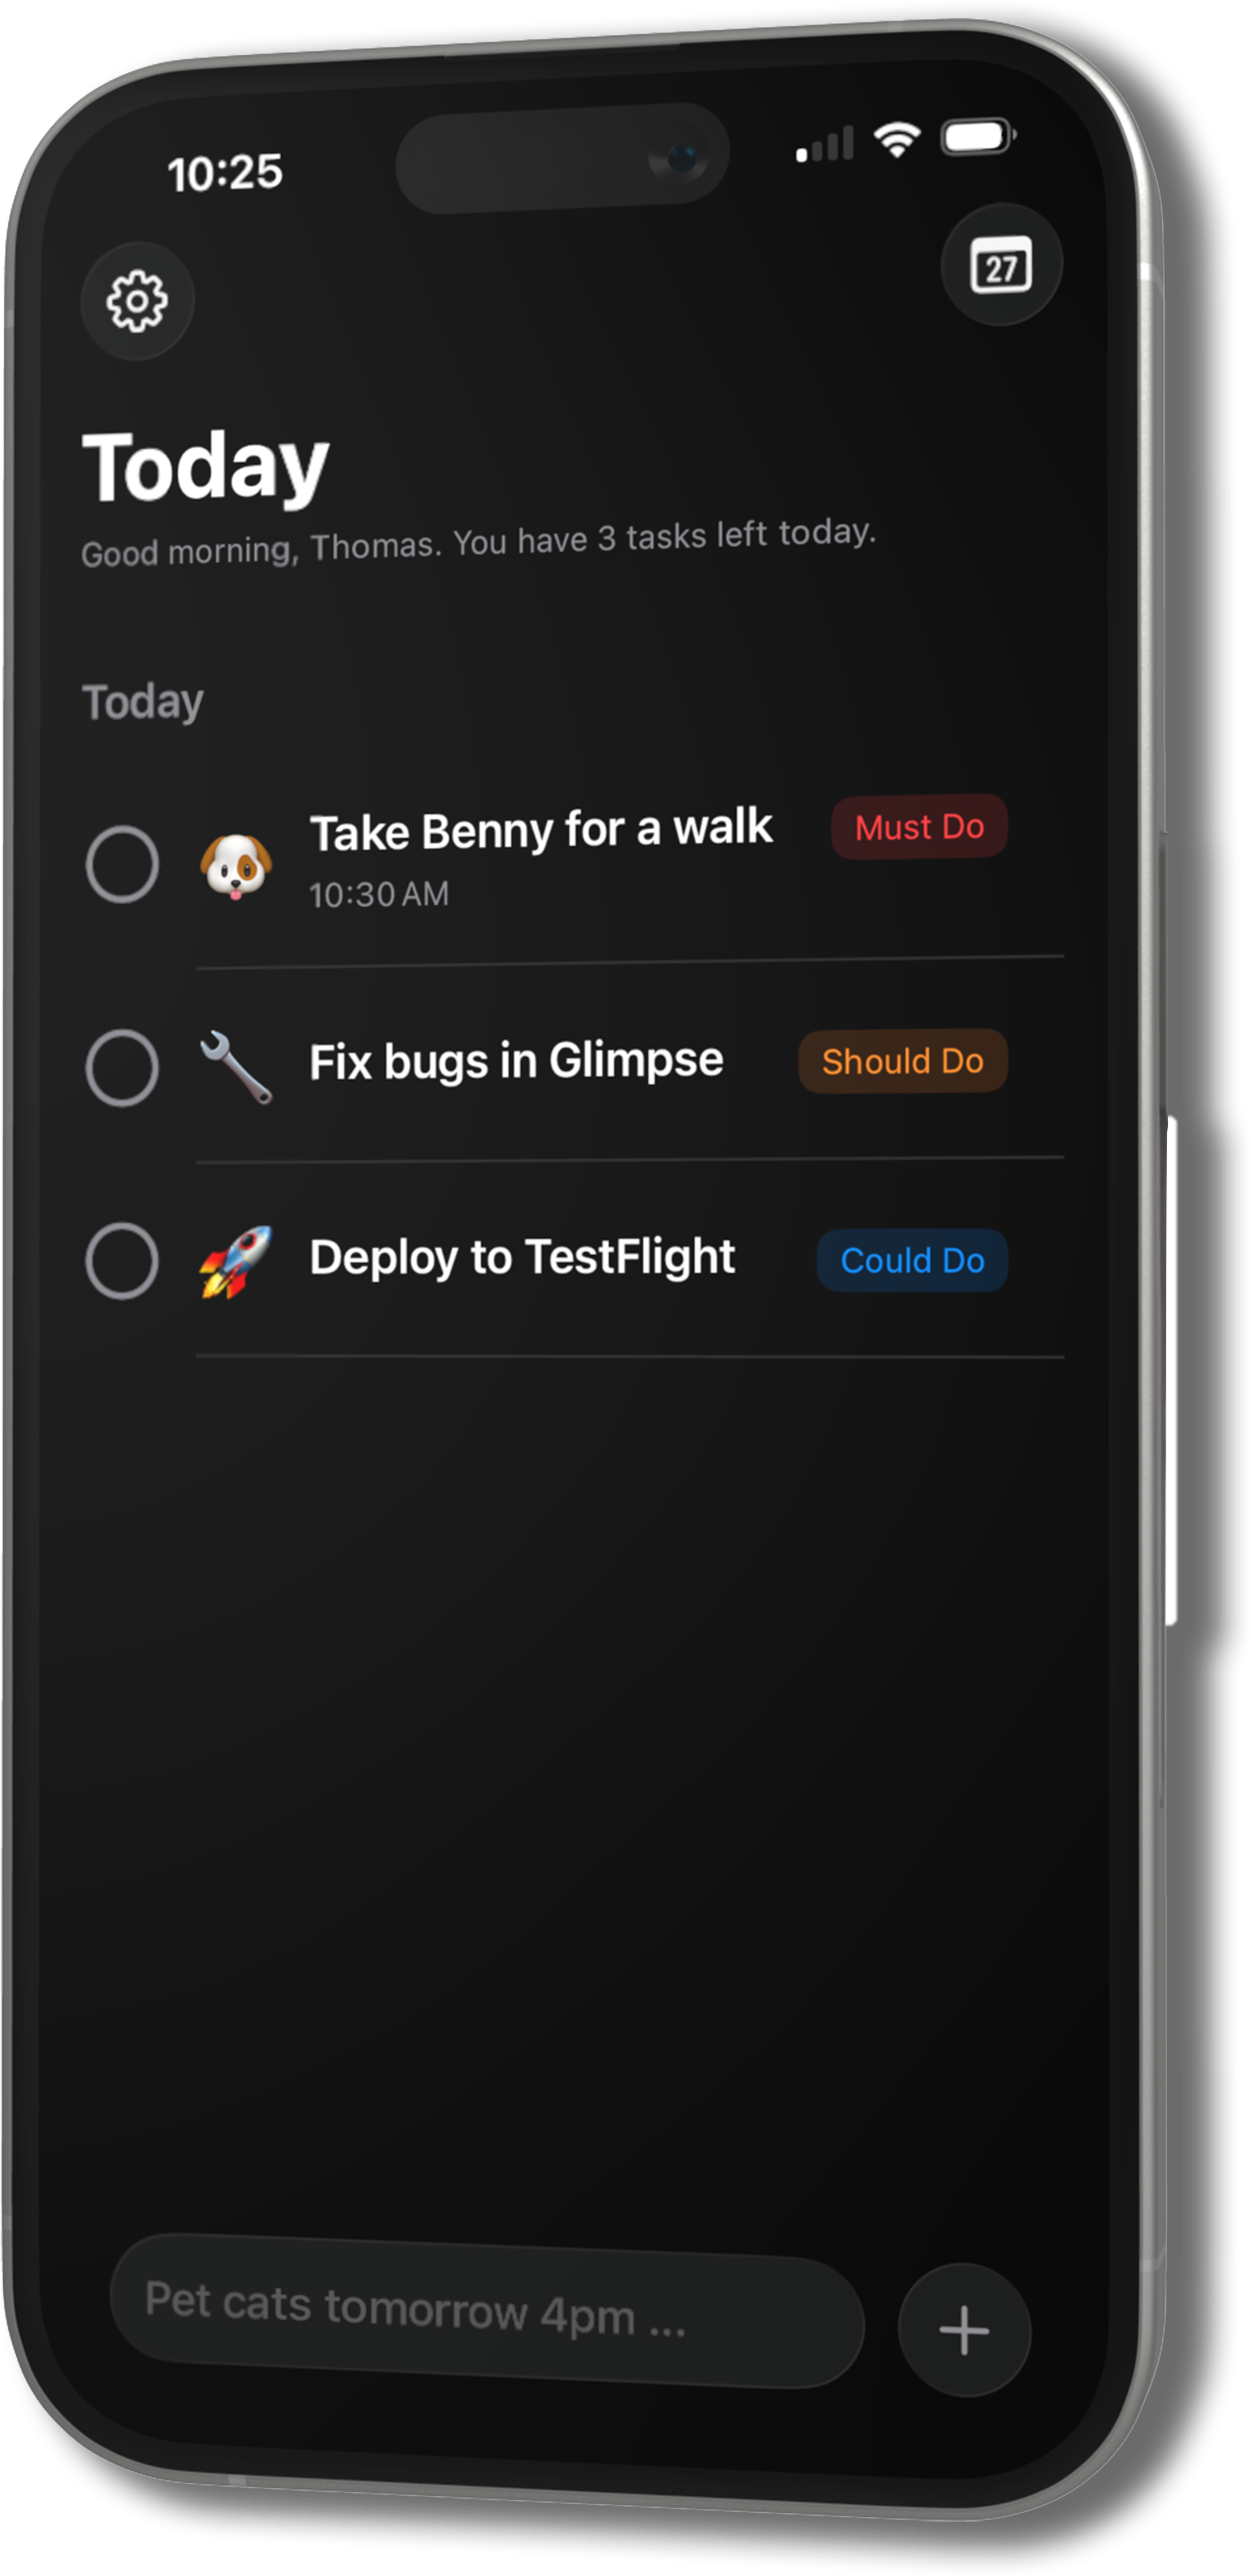 10:25
27
Today
Good morning, Thomas. You have 3 tasks left today.
Today
Take Benny for a walk
Must Do
10:30 AM
Fix bugs in Glimpse
Should Do
Deploy to TestFlight
Could Do
Pet cats tomorrow 4pm ...